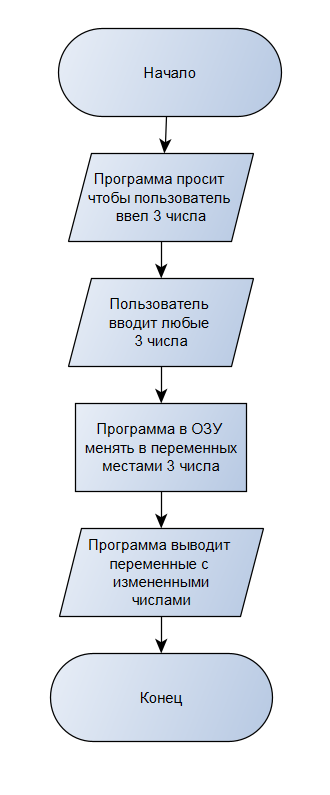 Начало
Программа просит
чтобы пользователь
ввел 3 числа
Пользователь
вводит любые
3 числа
Программа в ОЗУ
менять в переменных
местами 3 числа
Программа выводит
переменные с
измененными
числами
Конец